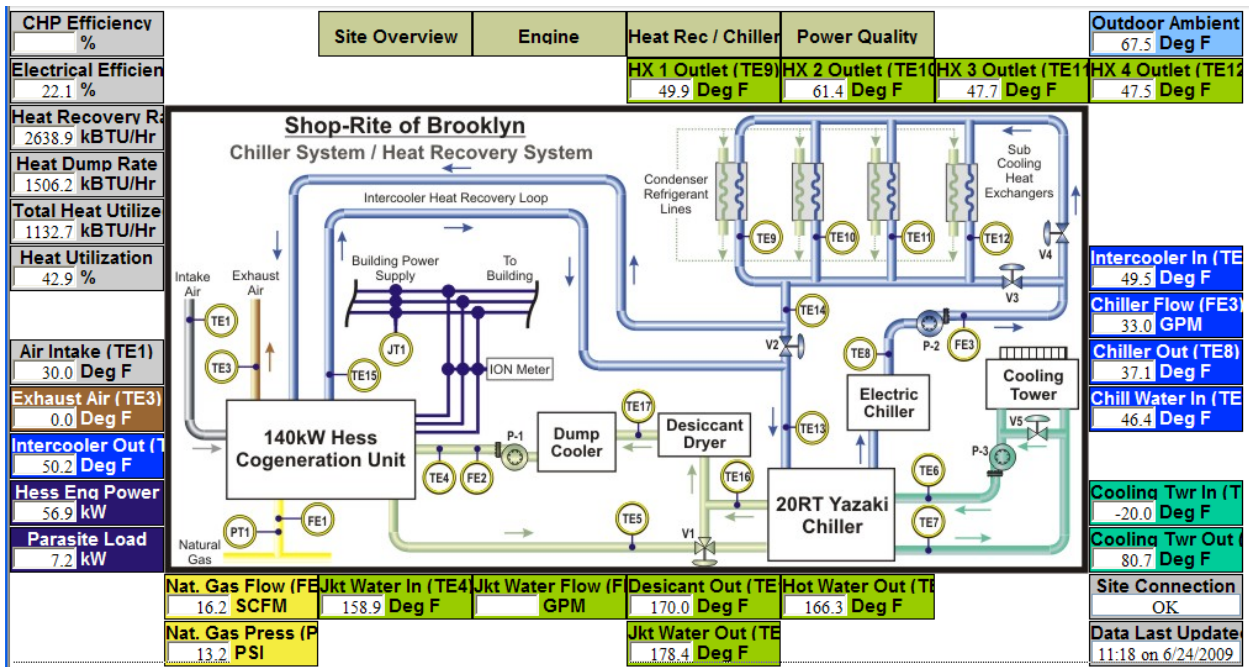 CHP Efficiency
%
Site Overview
Engine
Heat Rec / Chiller
Power Quality
Outdoor Ambient
67.5 Deg F
Electrical Efficien
22.1 %
HX 1 Outlet (TE9)
49.9 Deg F
HX 2 Outlet (TE10
61.4 Deg F
HX 3 Outlet (TE11
47.7 Deg F
HX 4 Outlet (TE12
47.5 Deg F
Heat Recovery Ra
2638.9 kBTU/Hr
Heat Dump Rate
1506.2 kBTU/Hr
Total Heat Utilize
1132.7 kBTU/Hr
Heat Utilization
42.9 %
Air Intake (TE1)
30.0 Deg F
Exhaust Air (TE3)
0.0 Deg F
Intercooler Out (T
50.2 Deg F
Hess Eng Power
56.9 kW
Parasite Load
7.2 kW
Shop-Rite of Brooklyn
Chiller System / Heat Recovery System
Intercooler Heat Recovery Loop
Condenser
Refrigerant
Lines
Sub
Cooling
Heat
Exchangers
TE9
TE10
TE11
TE12
V4
V3
Intake
Air
Exhaust
Air
Building Power
Supply
To
Building
TE1
TE3
TE15
JT1
ION Meter
TE14
V2
TE8
P-2
FE3
Electric
Chiller
Cooling
Tower
V5
P-3
TE17
TE13
140kW Hess
Cogeneration Unit
P-1
Dump
Cooler
Desiccant
Dryer
TE4
FE2
TE16
TE6
20RT Yazaki
Chiller
TE7
TE5
V1
PT1
FE1
Natural
Gas
Intercooler In (TE
49.5 Deg F
Chiller Flow (FE3)
33.0 GPM
Chiller Out (TE8)
37.1 Deg F
Chill Water In (TE
46.4 Deg F
Cooling Twr In (T
-20.0 Deg F
Cooling Twr Out (
80.7 Deg F
Nat. Gas Flow (FE
16.2 SCFM
Jkt Water In (TE4)
158.9 Deg F
Jkt Water Flow (F
GPM
Desicant Out (TE
170.0 Deg F
Hot Water Out (TE
166.3 Deg F
Site Connection
OK
Nat. Gas Press (P
13.2 PSI
Jkt Water Out (TE
178.4 Deg F
Data Last Update
11:18 on 6/24/2009